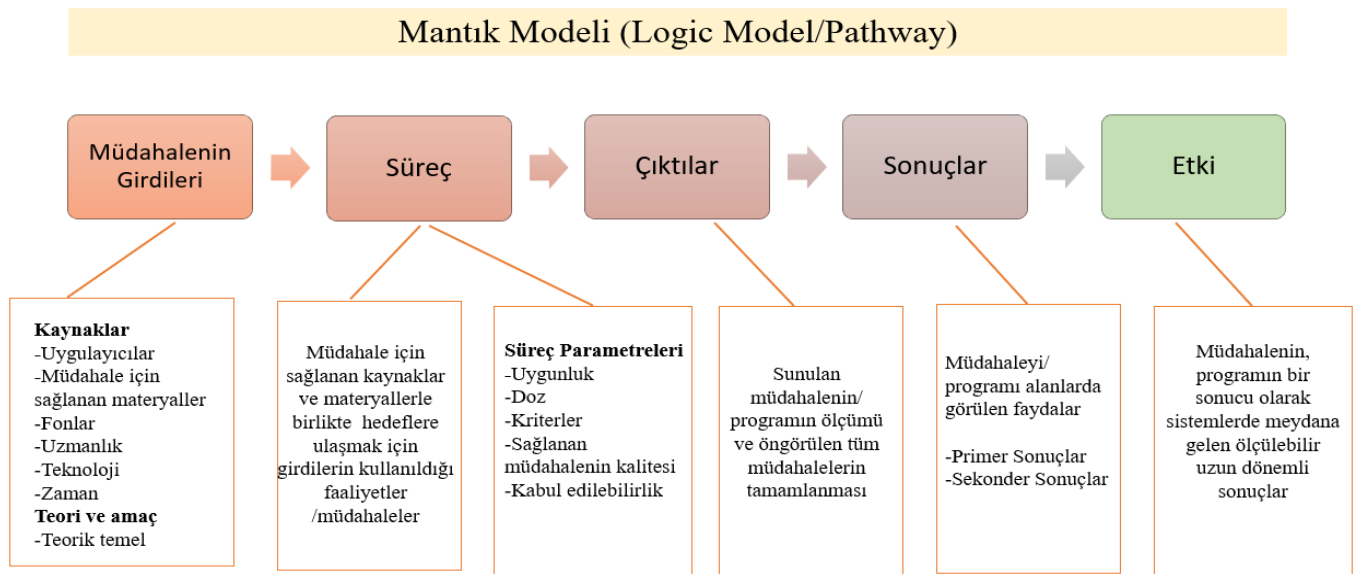 Mantık Modeli (Logic Model/Pathway)
Müdahalenin
Girdileri
Süreç
Çıktılar
Sonuçlar
Etki
Kaynaklar
-Uygulayıcılar
-Müdahale için
sağlanan materyaller
-Fonlar
-Uzmanlık
-Teknoloji
-Zaman
Teori ve amaç
-Teorik temel
Müdahale için
sağlanan kaynaklar
ve materyallerle
birlikte hedeflere
ulaşmak için
girdilerin kullanıldığı
faaliyetler
/müdahaleler
Süreç Parametreleri
-Uygunluk
-Doz
-Kriterler
-Sağlanan
müdahalenin kalitesi
-Kabul edilebilirlik
Sunulan
müdahalenin/
programın ölçümü
ve öngörülen tüm
müdahalelerin
tamamlanması
Müdahaleyi/
programı alanlarda
görülen faydalar
-Primer Sonuçlar
-Sekonder Sonuçlar
Müdahalenin,
programın bir
sonucu olarak
sistemlerde meydana
gelen ölçülebilir
uzun dönemli
sonuçlar